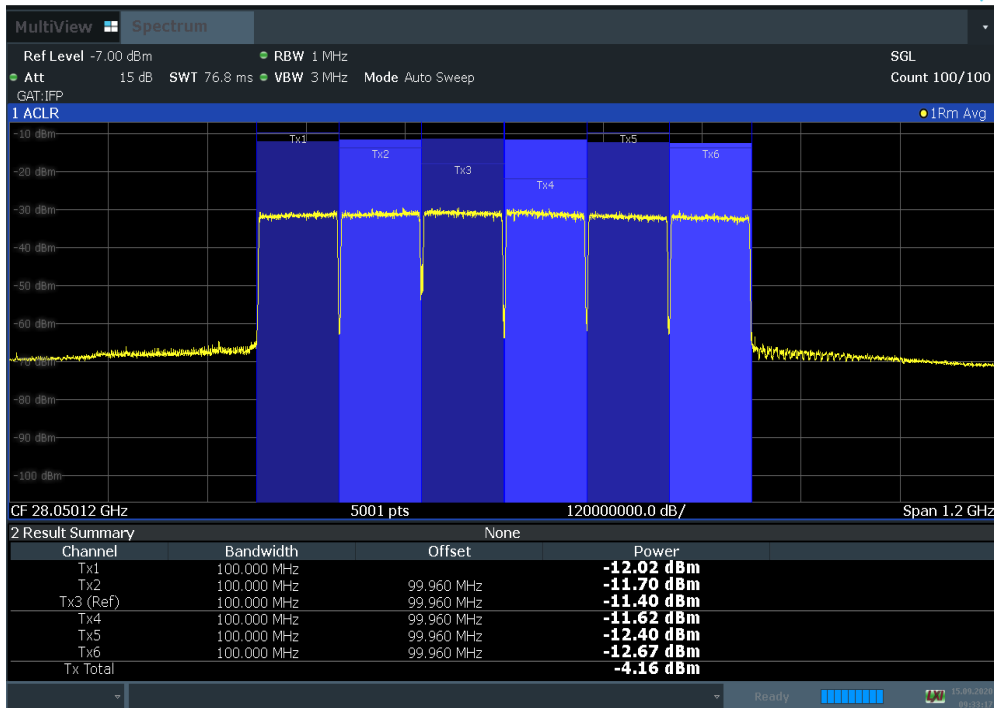 MultiView Spectrum
Ref Level -7.00 dBm RBW 1 MHz SGL
Att 15 dB SWT 76.8 ms VBW 3 MHz Mode Auto Sweep Count 100/100
GAT:IFP
1 ACLR 1Rm Avg
-10 dBm
Tx1 Tx5
Tx2 Tx6
-20 dBm Tx3
Tx4
-30 dBm
-40 dBm
-50 dBm
-60 dBm
-70 dBm
-80 dBm
-90 dBm
-100 dBm
CF 28.05012 GHz 5001 pts 120000000.0 dB/ Span 1.2 GHz
2 Result Summary None
Channel Bandwidth Offset Power
Tx1 100.000 MHz -12.02 dBm
Tx2 100.000 MHz 99.960 MHz -11.70 dBm
Tx3 (Ref) 100.000 MHz 99.960 MHz -11.40 dBm
Tx4 100.000 MHz 99.960 MHz -11.62 dBm
Tx5 100.000 MHz 99.960 MHz -12.40 dBm
Tx6 100.000 MHz 99.960 MHz -12.67 dBm
Tx Total -4.16 dBm
Ready LXI 15.09.2020
09:33:17